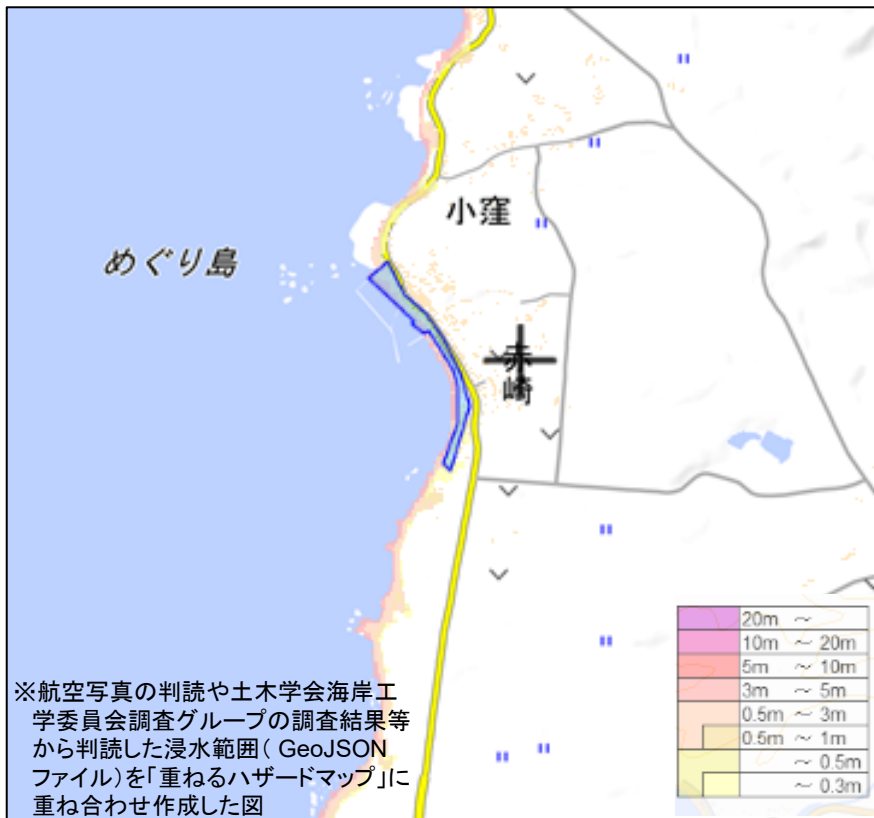 小窪
めぐり島
赤崎
※航空写真の判読や土木学会海岸工
学委員会調査グループの調査結果等
から判読した浸水範囲( GeoJSON
ファイル)を「重ねるハザードマップ」に
重ね合わせ作成した図
20m ～
10m ～ 20m
5m ～ 10m
3m ～ 5m
0.5m ～ 3m
0.5m ～ 1m
～ 0.5m
～ 0.3m